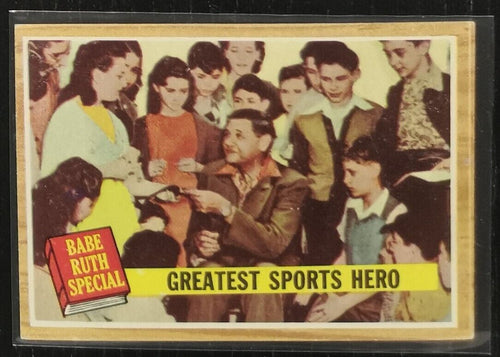 BABE
RUTH
SPECIAL
GREATEST SPORTS HERO